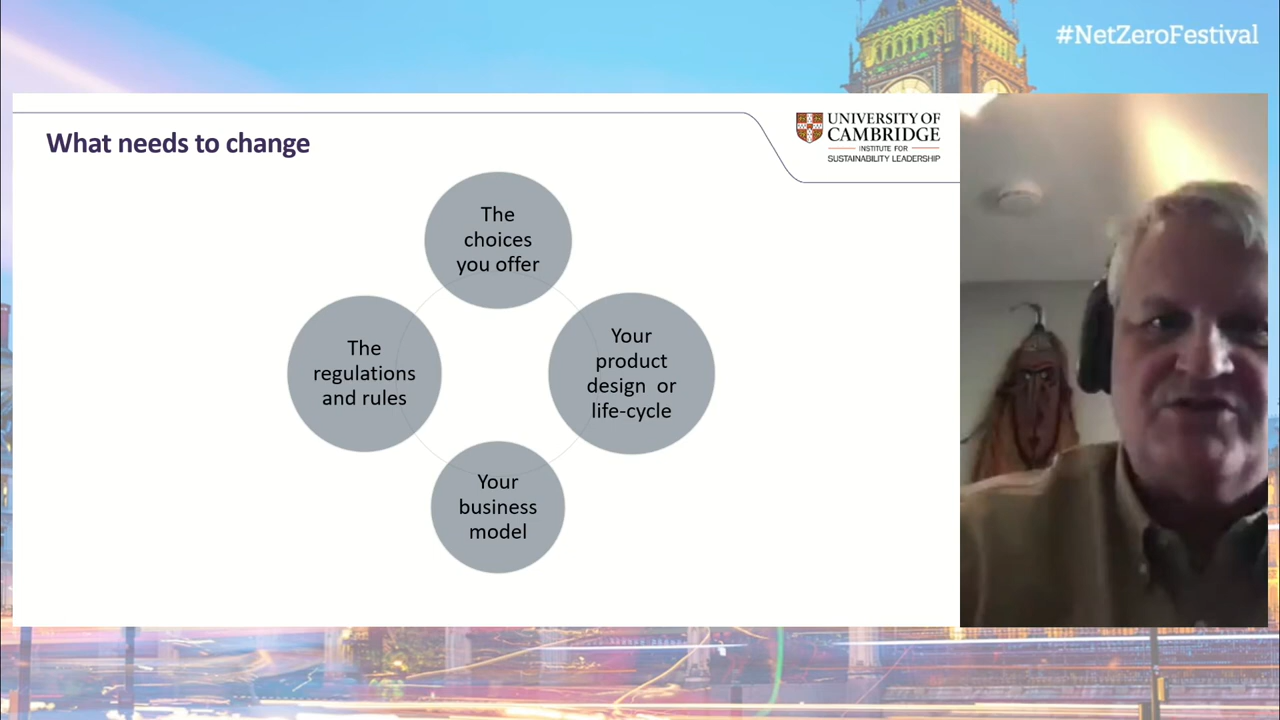 #NetZeroFestival
What needs to change
UNIVERSITY OF
CAMBRIDGE
INSTITUTE FOR
SUSTAINABILITY LEADERSHIP
The
choices
you offer
Your
product
design or
life-cycle
Your
business
model
The
regulations
and rules